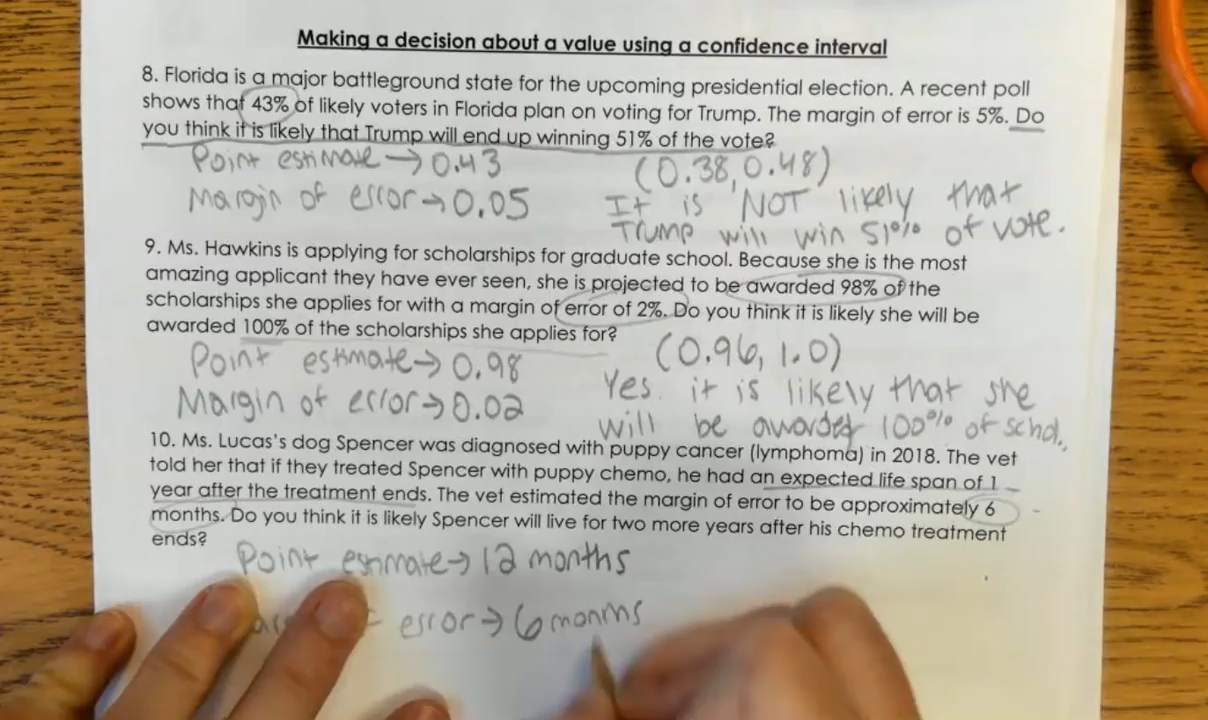 Making a decision about a value using a confidence interval
8. Florida is a major battleground state for the upcoming presidential election. A recent poll
shows that 43% of likely voters in Florida plan on voting for Trump. The margin of error is 5%. Do
you think it is likely that Trump will end up winning 51% of the vote?
Point estimate → 0.43
(0.38, 0.48)
Margin of error → 0.05
It is NOT likely that
Trump will win 51% of vote.
9. Ms. Hawkins is applying for scholarships for graduate school. Because she is the most
amazing applicant they have ever seen, she is projected to be awarded 98% of the
scholarships she applies for with a margin of error of 2%. Do you think it is likely she will be
awarded 100% of the scholarships she applies for?
Point estimate → 0.98
(0.96, 1.0)
Margin of error → 0.02
Yes. it is likely that she
will be awarded 100% of schol.
10. Ms. Lucas's dog Spencer was diagnosed with puppy cancer (lymphoma) in 2018. The vet
told her that if they treated Spencer with puppy chemo, he had an expected life span of 1
year after the treatment ends. The vet estimated the margin of error to be approximately 6
months. Do you think it is likely Spencer will live for two more years after his chemo treatment
ends?
Point estimate → 12 months
error → 6 months